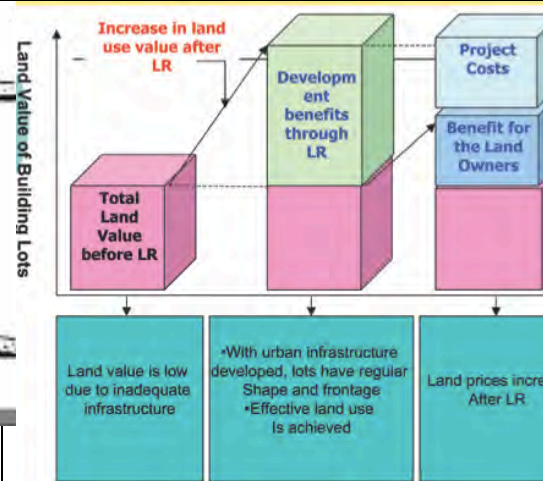 Land Value of Building Lots
Increase in land
use value after
LR
Total
Land
Value
before LR
Developm
ent
benefits
through
LR
Project
Costs
Benefit for
the Land
Owners
Land value is low
due to inadequate
infrastructure
•With urban infrastructure
developed, lots have regular
Shape and frontage
•Effective land use
Is achieved
Land prices incre
After LR